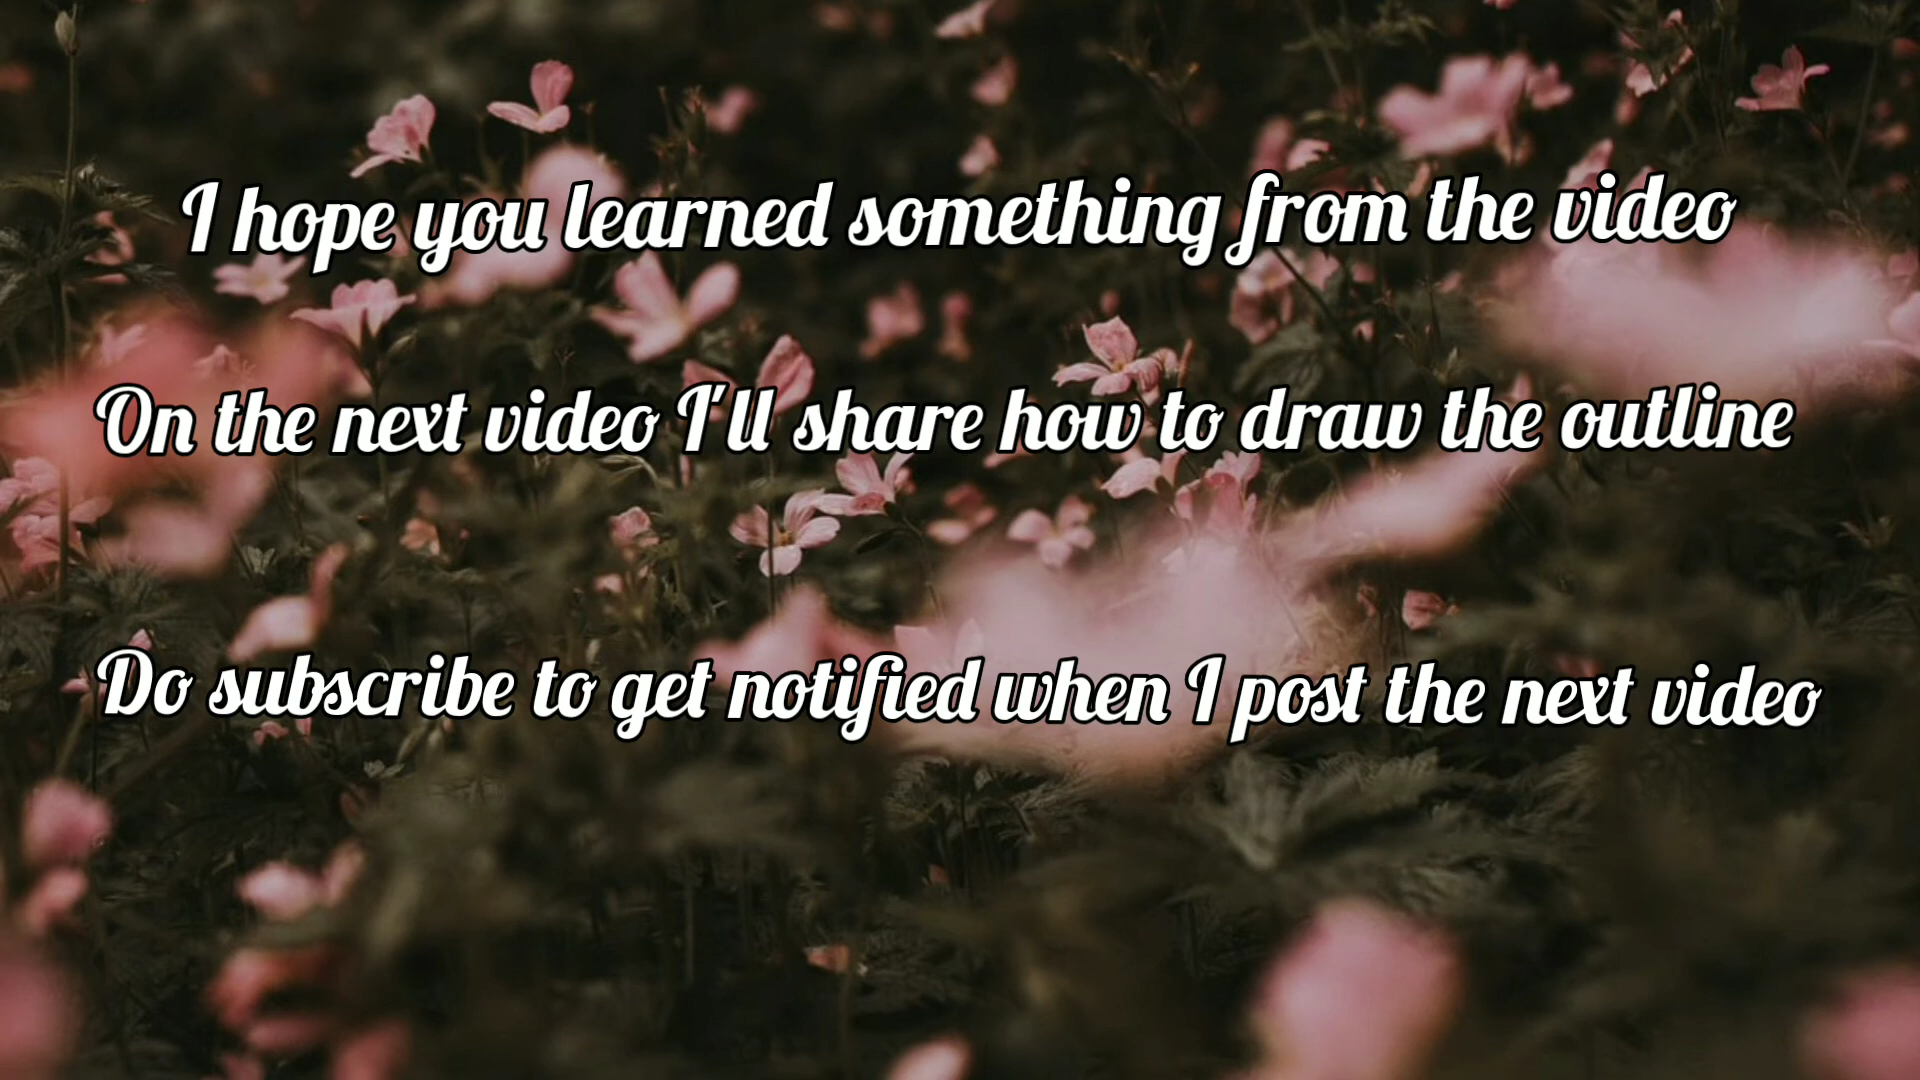 I hope you learned something from the video
On the next video I'll share how to draw the outline
Do subscribe to get notified when I post the next video